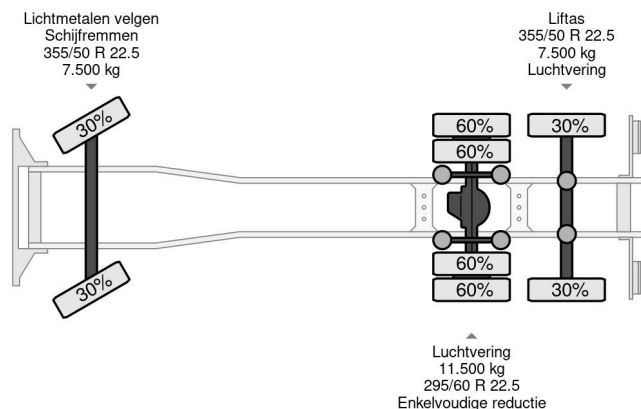 Lichtmetalen velgen
Schijfremmen
355/50 R 22.5
7.500 kg
Liftas
355/50 R 22.5
7.500 kg
Luchtvering
30%
60%
30%
60%
60%
30%
60%
30%
Luchtvering
11.500 kg
295/60 R 22.5
Enkelvoudige reductie